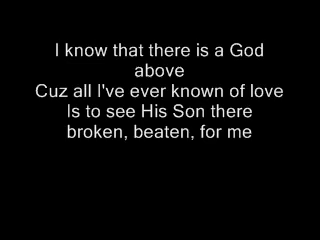 I know that there is a God
above
Cuz all I've ever known of love
Is to see His Son there
broken, beaten, for me